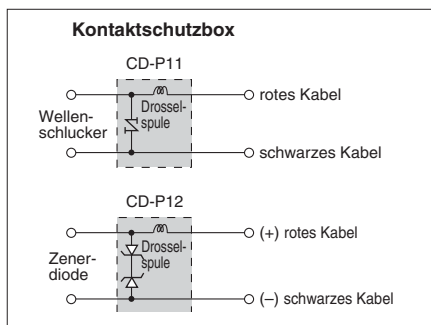 Kontaktschutzbox
CD-P11
Wellen-
schlucker
Drossel-
spule
rotes Kabel
schwarzes Kabel
CD-P12
Zener-
diode
Drossel-
spule
(+) rotes Kabel
(–) schwarzes Kabel